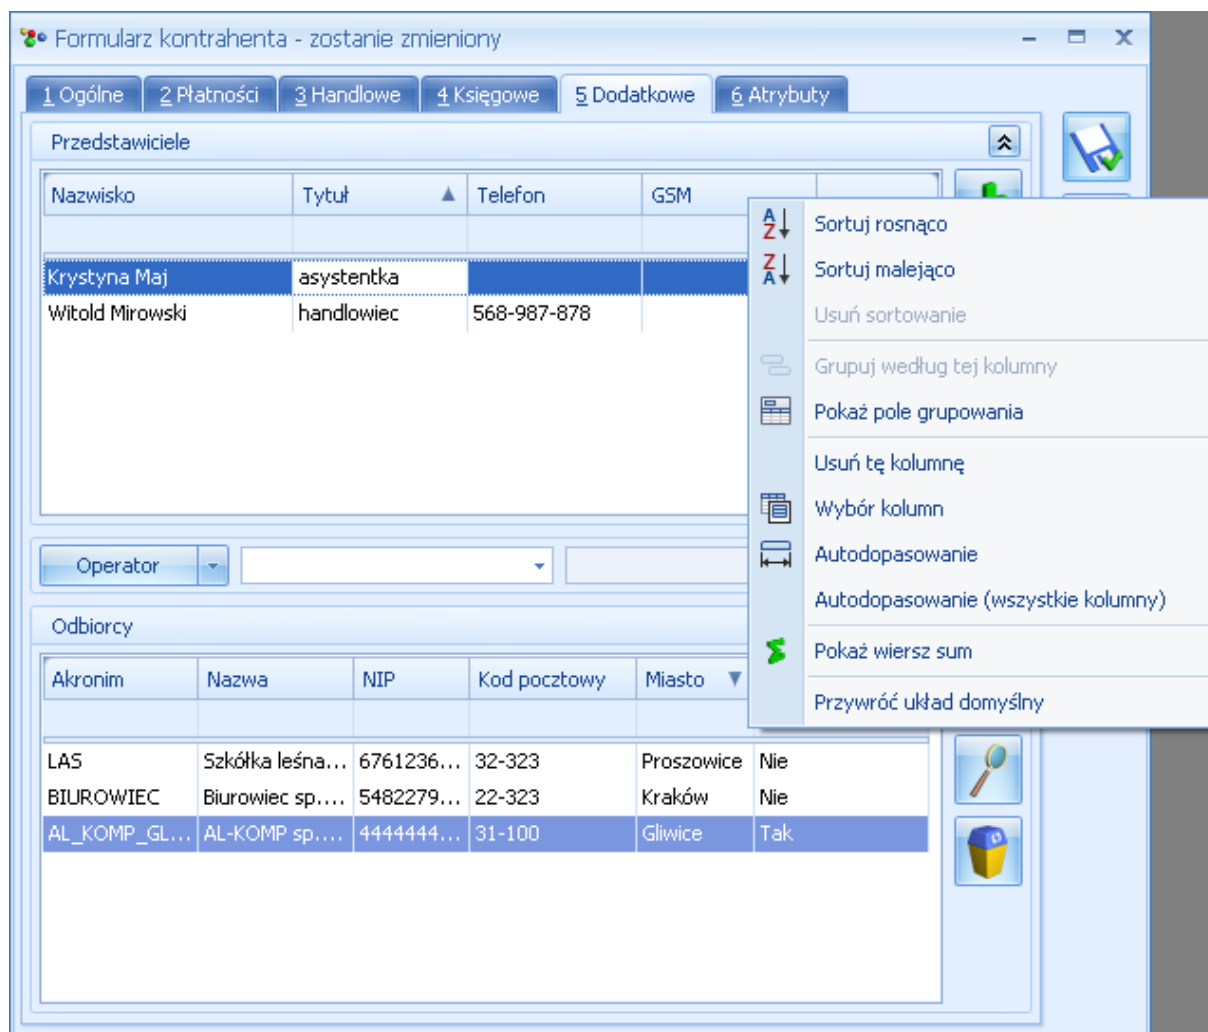 Formularz kontrahenta - zostanie zmieniony
1 Ogólne 2 Płatności 3 Handlowe 4 Księgowe 5 Dodatkowe 6 Atrybuty
Przedstawiciele
Nazwisko Tytuł Telefon GSM
Krystyna Maj asystentka
Witold Mirowski handlowiec 568-987-878
Sortuj rosnąco
Sortuj malejąco
Usuń sortowanie
Grupuj według tej kolumny
Pokaż pole grupowania
Usuń tę kolumnę
Wybór kolumn
Autodopasowanie
Autodopasowanie (wszystkie kolumny)
Pokaż wiersz sum
Przywróć układ domyślny
Operator
Odbiorcy
Akronim Nazwa NIP Kod pocztowy Miasto
LAS Szkółka leśna... 6761236... 32-323 Proszowice Nie
BIUROWIEC Biurowiec sp.... 5482279... 22-323 Kraków Nie
AL_KOMP_GL... AL-KOMP sp.... 4444444... 31-100 Gliwice Tak